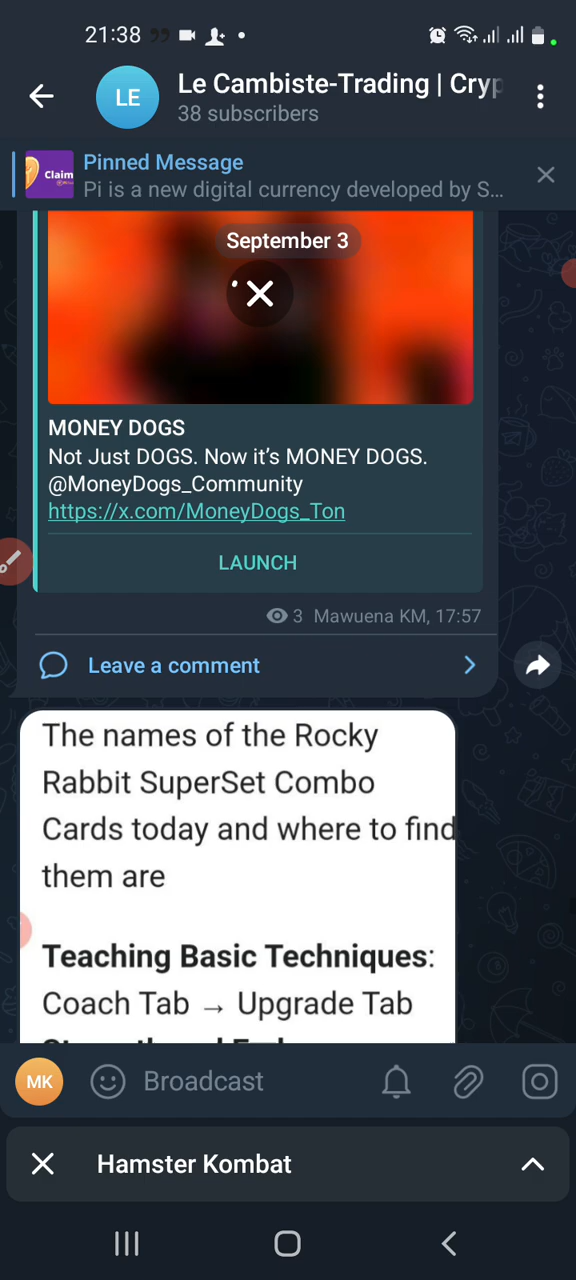 21:38
LE
Le Cambiste-Trading | Cryp
38 subscribers
Claim
Pinned Message
Pi is a new digital currency developed by S...
September 3
MONEY DOGS
Not Just DOGS. Now it's MONEY DOGS.
@MoneyDogs_Community
https://x.com/MoneyDogs_Ton
LAUNCH
3 Mawuena KM, 17:57
Leave a comment
The names of the Rocky
Rabbit SuperSet Combo
Cards today and where to find
them are
Teaching Basic Techniques:
Coach Tab → Upgrade Tab
MK
Broadcast
Hamster Kombat